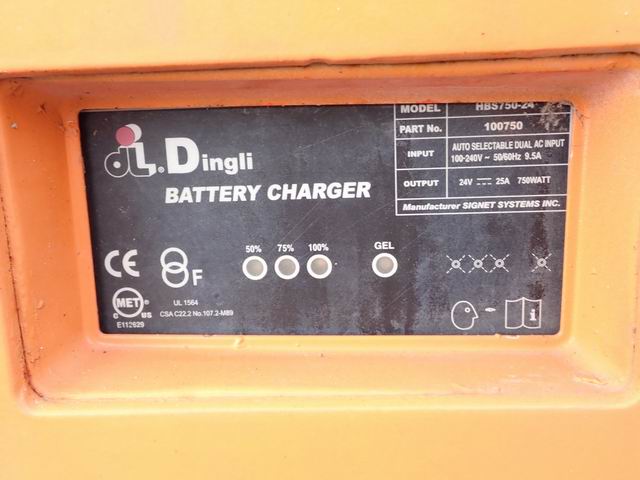 MODEL HBS750-24
PART No. 100750
INPUT AUTO SELECTABLE DUAL AC INPUT
100-240V ~ 50/60Hz 9.5A
OUTPUT 24V ⎓ 25A 750WATT
Manufacturer SIGNET SYSTEMS INC.
dL.Dingli
BATTERY CHARGER
50% 75% 100% GEL
CE
F
MET®
C US
E112629
UL 1564
CSA C22.2 No.107.2-M89
i